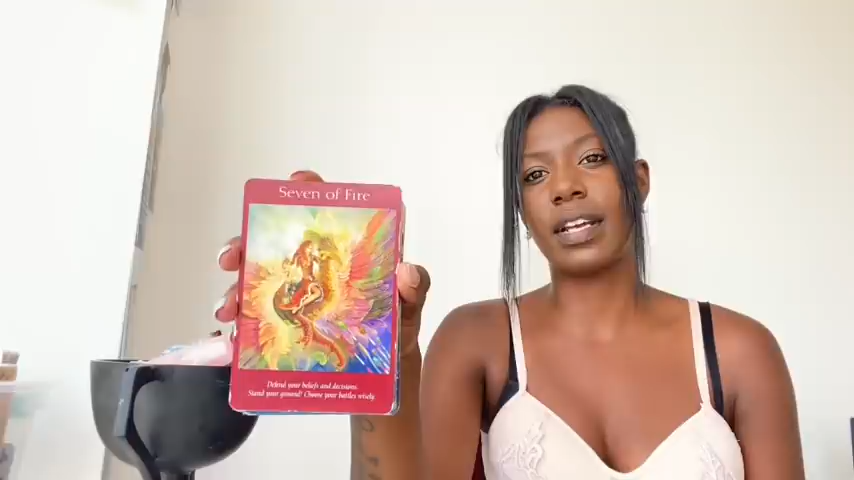 Seven of Fire
Defend your beliefs and decisions.
Stand your ground! Choose your battles wisely.